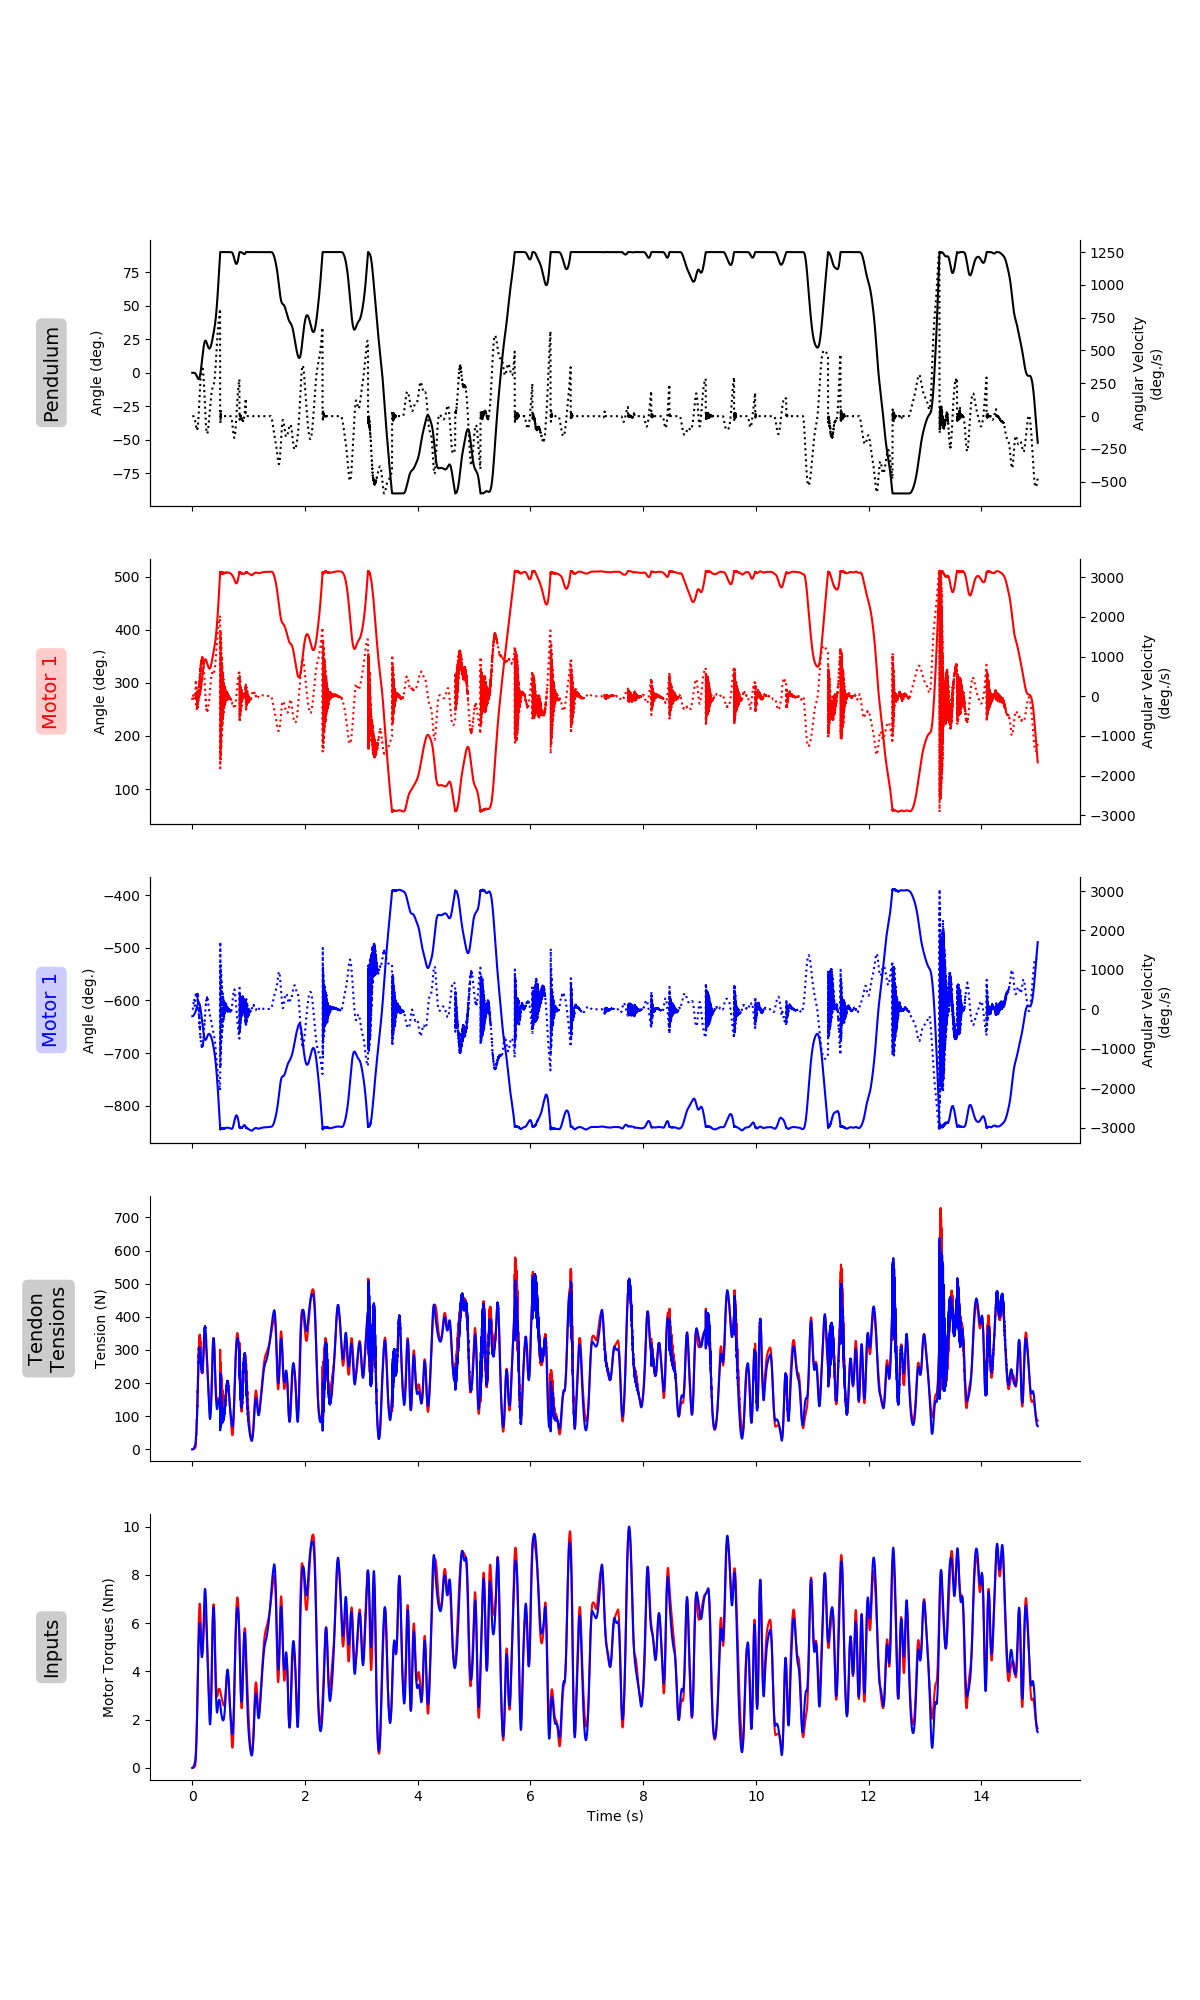 Pendulum
Angle (deg.)
75
50
25
0
−25
−50
−75
1250
1000
750
500
250
0
−250
−500
Angular Velocity
(deg./s)
Motor 1
Angle (deg.)
500
400
300
200
100
3000
2000
1000
0
−1000
−2000
−3000
Angular Velocity
(deg./s)
Motor 1
Angle (deg.)
−400
−500
−600
−700
−800
3000
2000
1000
0
−1000
−2000
−3000
Angular Velocity
(deg./s)
Tendon
Tensions
Tension (N)
700
600
500
400
300
200
100
0
Inputs
Motor Torques (Nm)
10
8
6
4
2
0
0 2 4 6 8 10 12 14
Time (s)